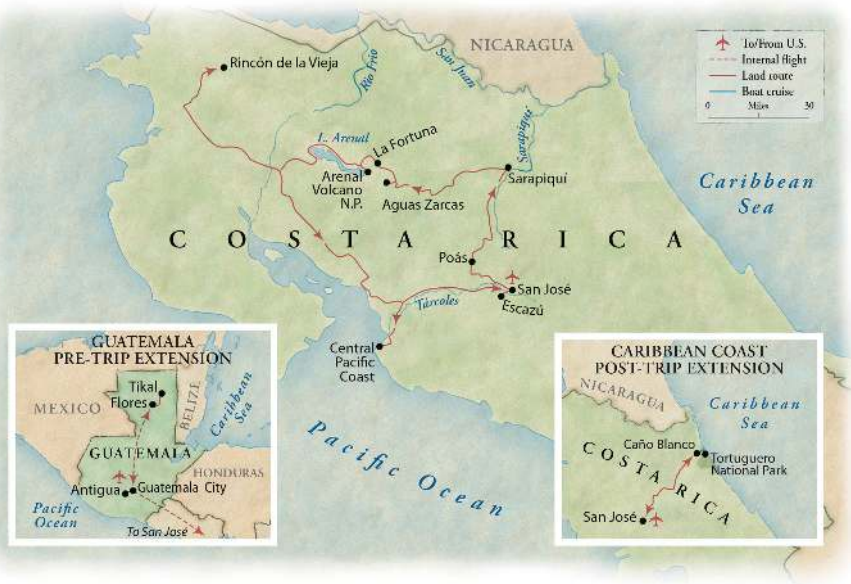 NICARAGUA
To/From U.S.
Internal flight
Land route
Boat cruise
0 Miles 30
Rincón de la Vieja
Río Frío
San Juan
Sarapiquí
L. Arenal
La Fortuna
Arenal
Volcano
N.P.
Aguas Zarcas
Sarapiquí
Caribbean
Sea
COSTA RICA
Poás
San José
Escazú
Tárcoles
Central
Pacific
Coast
Pacific Ocean
GUATEMALA
PRE-TRIP EXTENSION
Tikal
Flores
MEXICO
BELIZE
Caribbean
Sea
GUATEMALA
HONDURAS
Antigua
Guatemala City
Pacific
Ocean
To San José
CARIBBEAN COAST
POST-TRIP EXTENSION
NICARAGUA
Caribbean
Sea
Caño Blanco
Tortuguero
National Park
COSTA RICA
San José